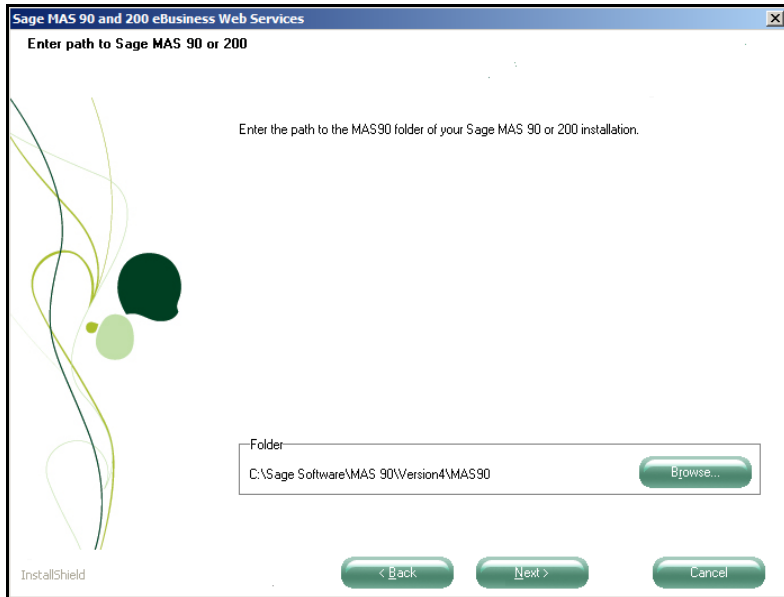 Sage MAS 90 and 200 eBusiness Web Services
Enter path to Sage MAS 90 or 200
Enter the path to the MAS90 folder of your Sage MAS 90 or 200 installation.
Folder
C:\Sage Software\MAS 90\Version4\MAS90
Browse...
InstallShield
< Back
Next >
Cancel